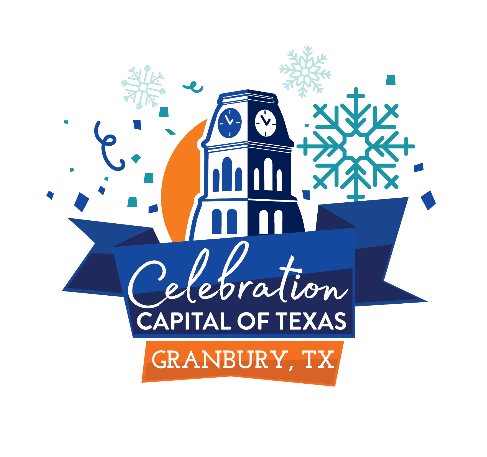 Celebration
CAPITAL OF TEXAS
GRANBURY, TX